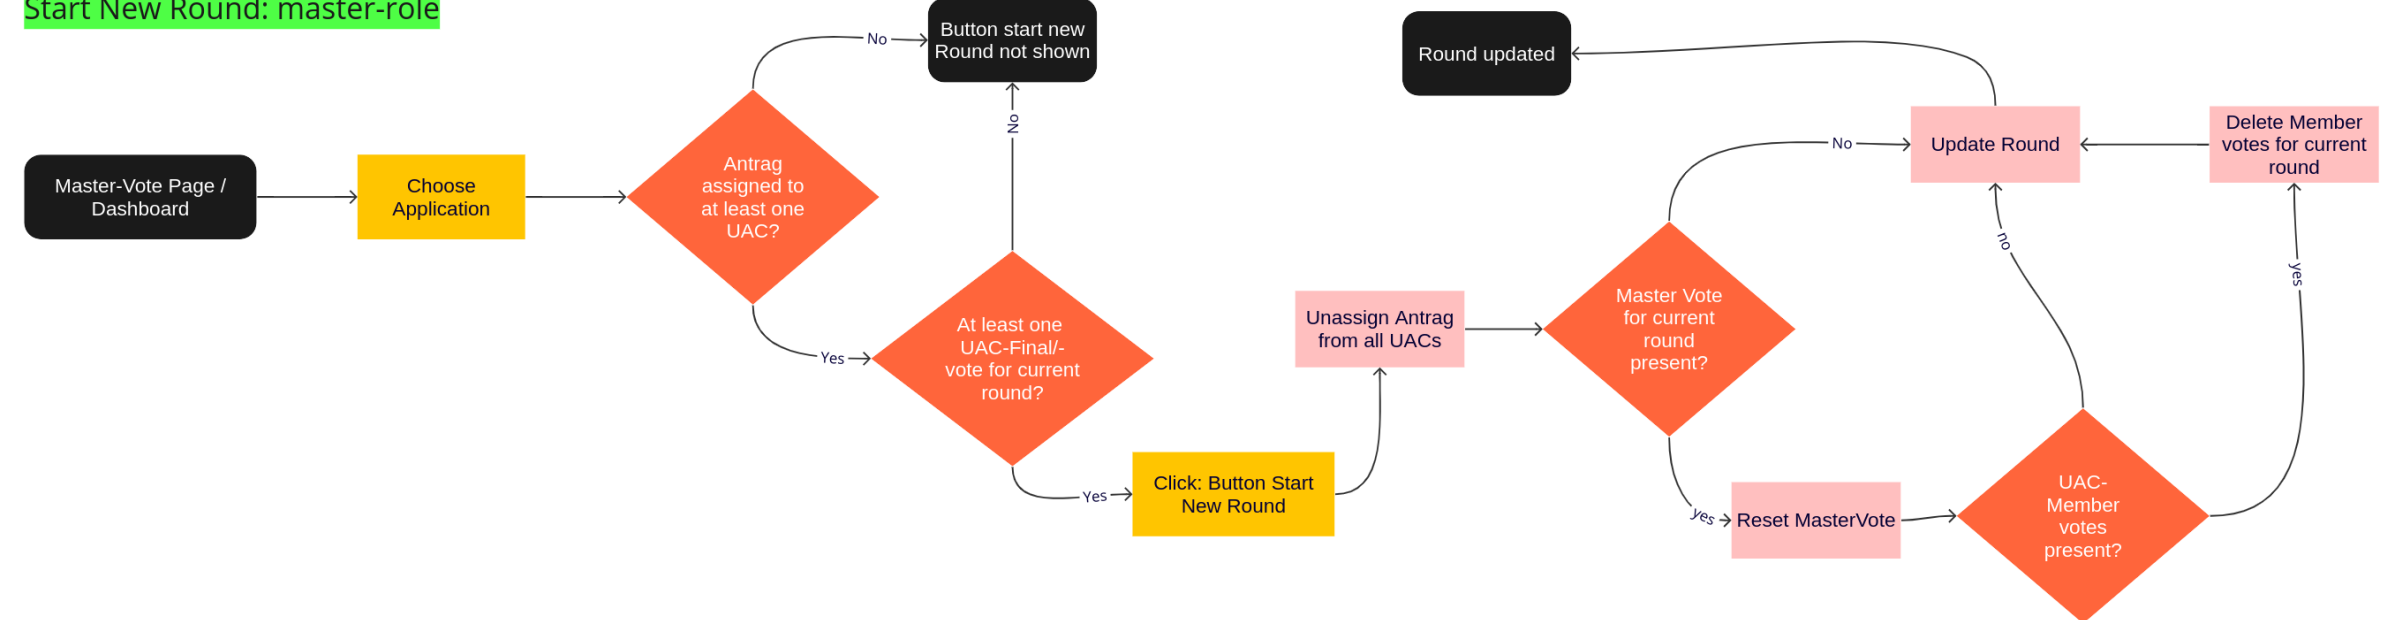 Start New Round: master-role
Master-Vote Page /
Dashboard
Choose
Application
Antrag
assigned to
at least one
UAC?
No
Button start new
Round not shown
Yes
At least one
UAC-Final/-
vote for current
round?
No
Yes
Click: Button Start
New Round
Unassign Antrag
from all UACs
Master Vote
for current
round
present?
No
yes
Reset MasterVote
UAC-
Member
votes
present?
no
yes
Delete Member
votes for current
round
Update Round
Round updated